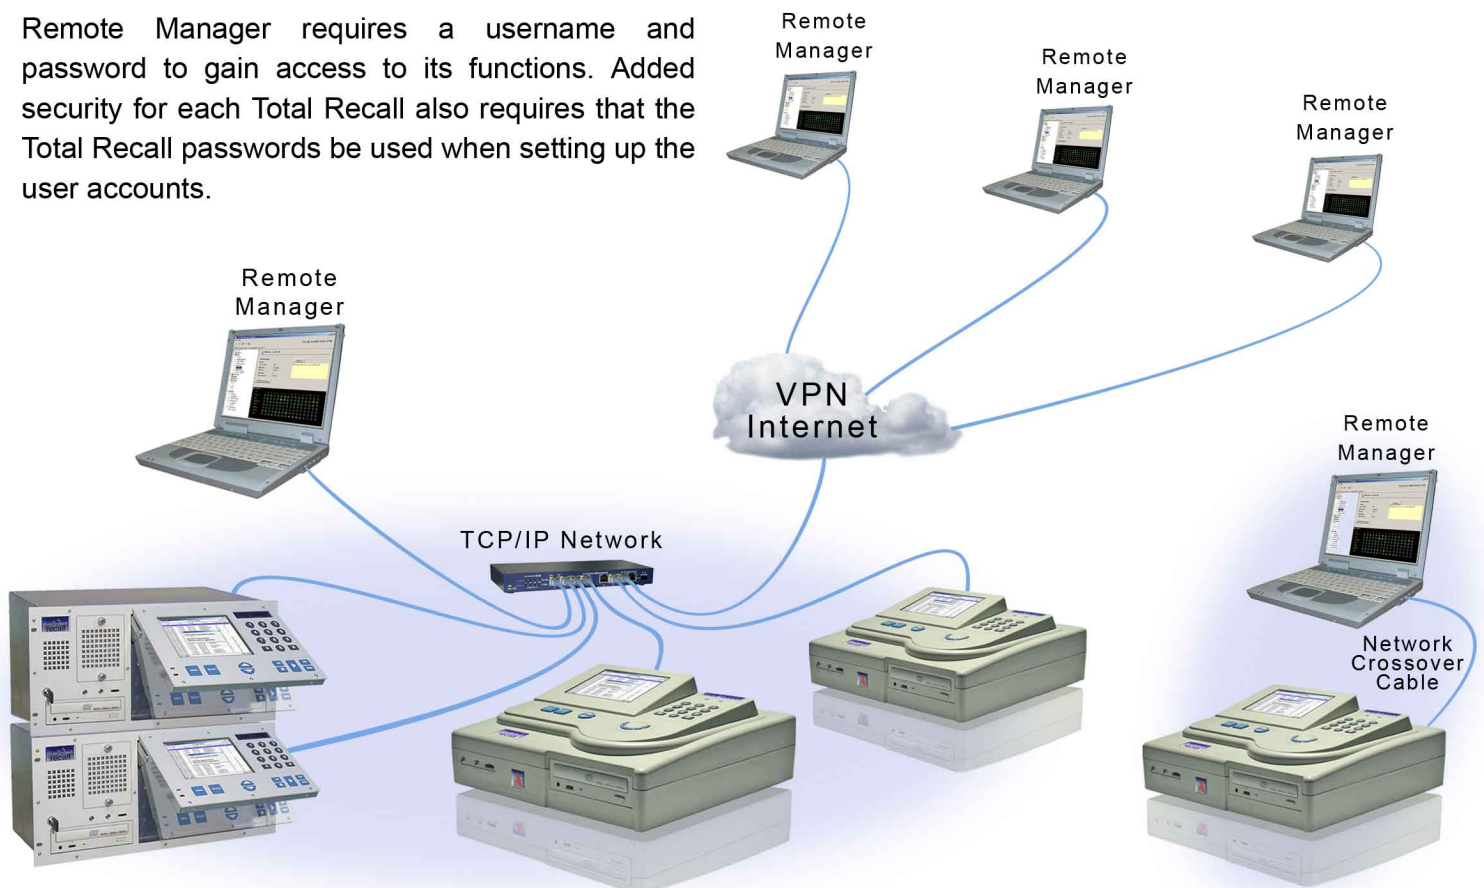 Remote Manager requires a username and
password to gain access to its functions. Added
security for each Total Recall also requires that the
Total Recall passwords be used when setting up the
user accounts.
Remote
Manager
Remote
Manager
Remote
Manager
Remote
Manager
VPN
Internet
Remote
Manager
TCP/IP Network
Network
Crossover
Cable
recall
recall